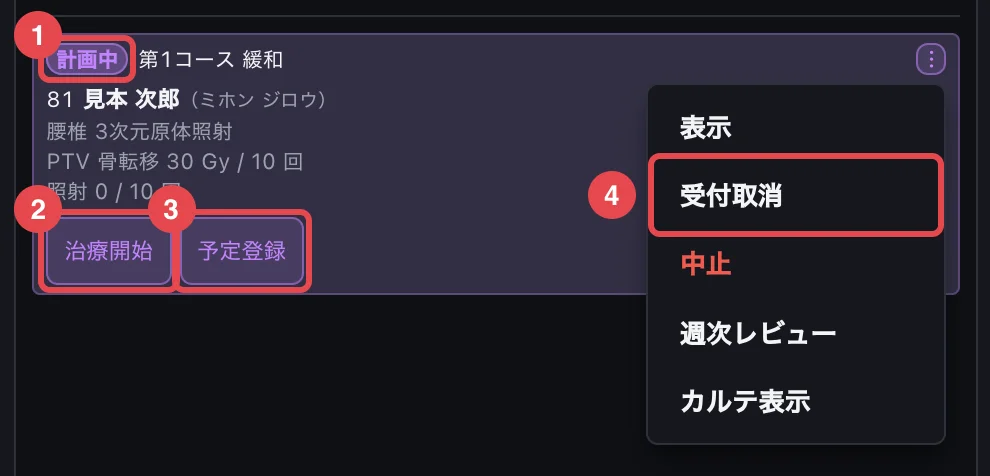 1
計画中 第1コース 緩和
81 見本 次郎（ミホン ジロウ）
腰椎 3次元原体照射
PTV 骨転移 30 Gy / 10 回
照射 0 / 10 回
2
治療開始
3
予定登録
表示
4
受付取消
中止
週次レビュー
カルテ表示